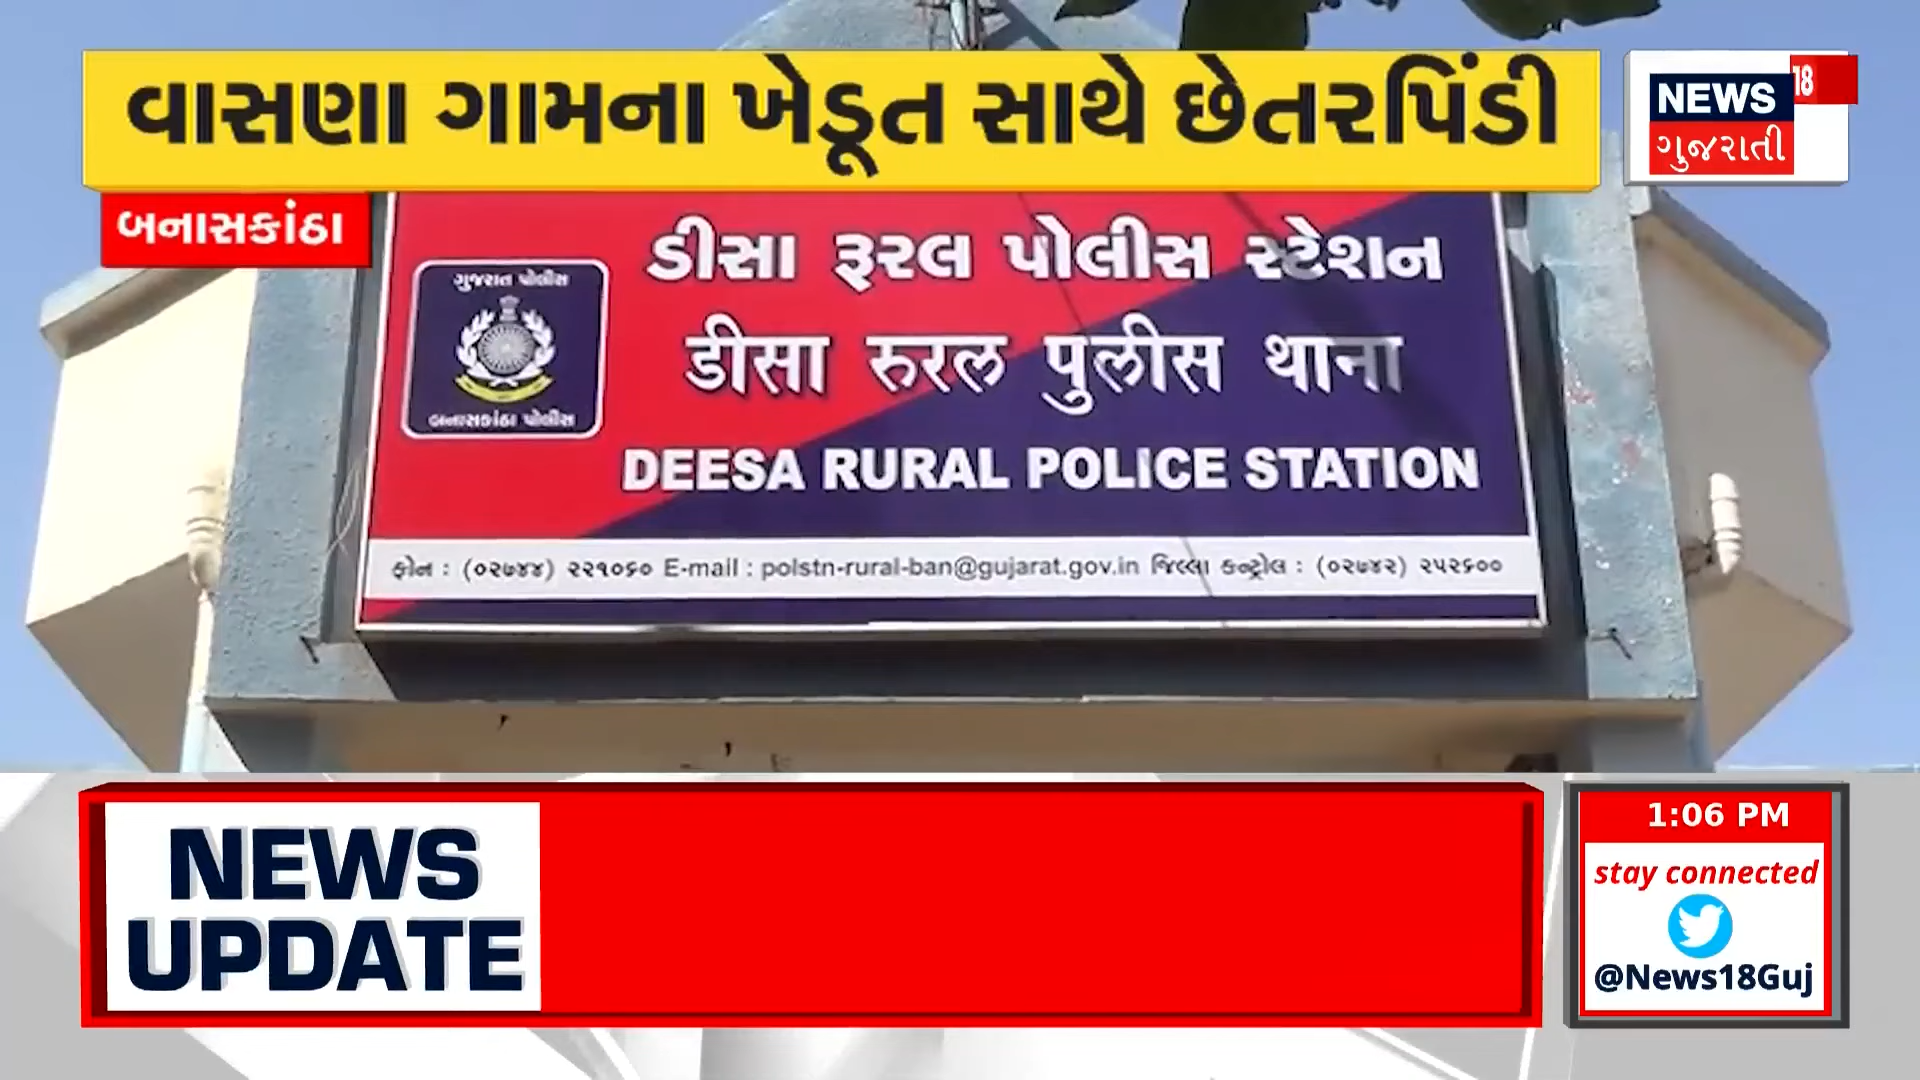 વાસણા ગામના ખેડૂત સાથે છેતરપિંડી
NEWS 18
ગુજરાતી
બનાસકાંઠા
ગુજરાત પોલીસ
બનાસકાંઠા પોલીસ
ડીસા રૂરલ પોલીસ સ્ટેશન
डीसा रुरल पुलीस थाना
DEESA RURAL POLICE STATION
ફોન : (૦૨૭૪૪) ૨૨૧૦૬૦ E-mail : polstn-rural-ban@gujarat.gov.in જિલ્લા કન્ટ્રોલ : (૦૨૭૪૨) ૨૫૨૬૦૦
NEWS
UPDATE
1:06 PM
stay connected
@News18Guj